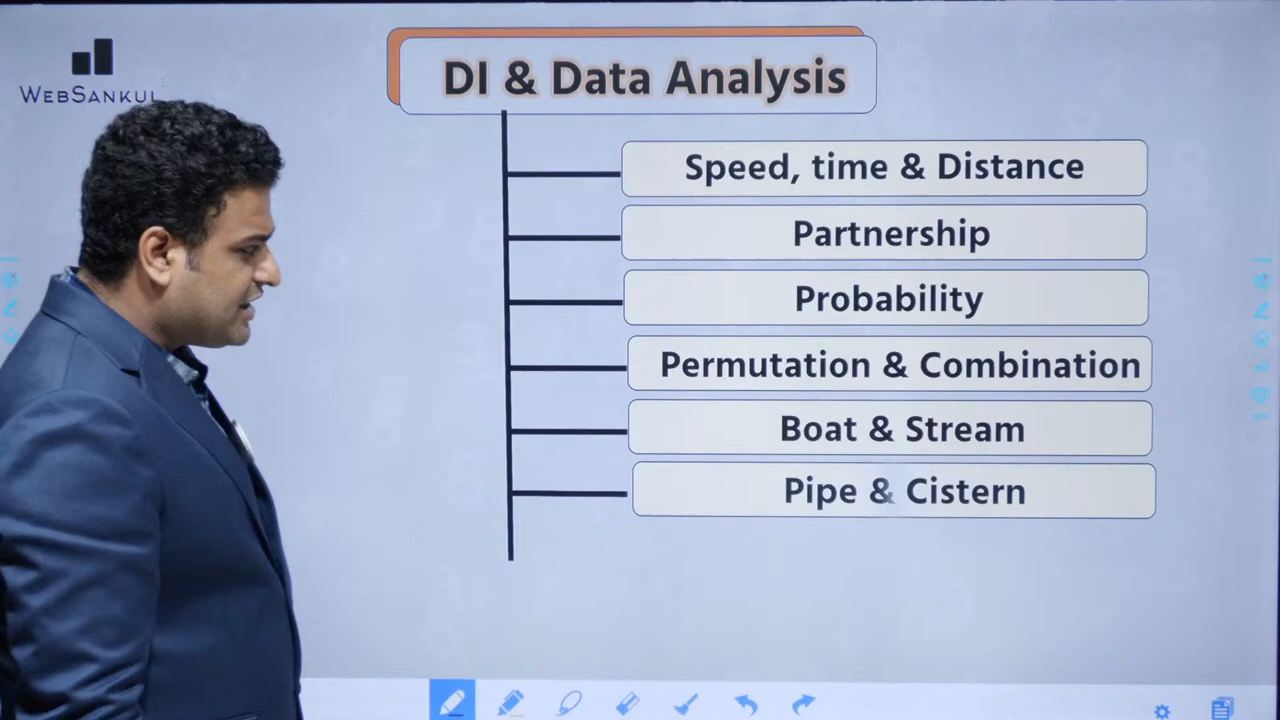 WEBSANKUL
DI & Data Analysis
Speed, time & Distance
Partnership
Probability
Permutation & Combination
Boat & Stream
Pipe & Cistern